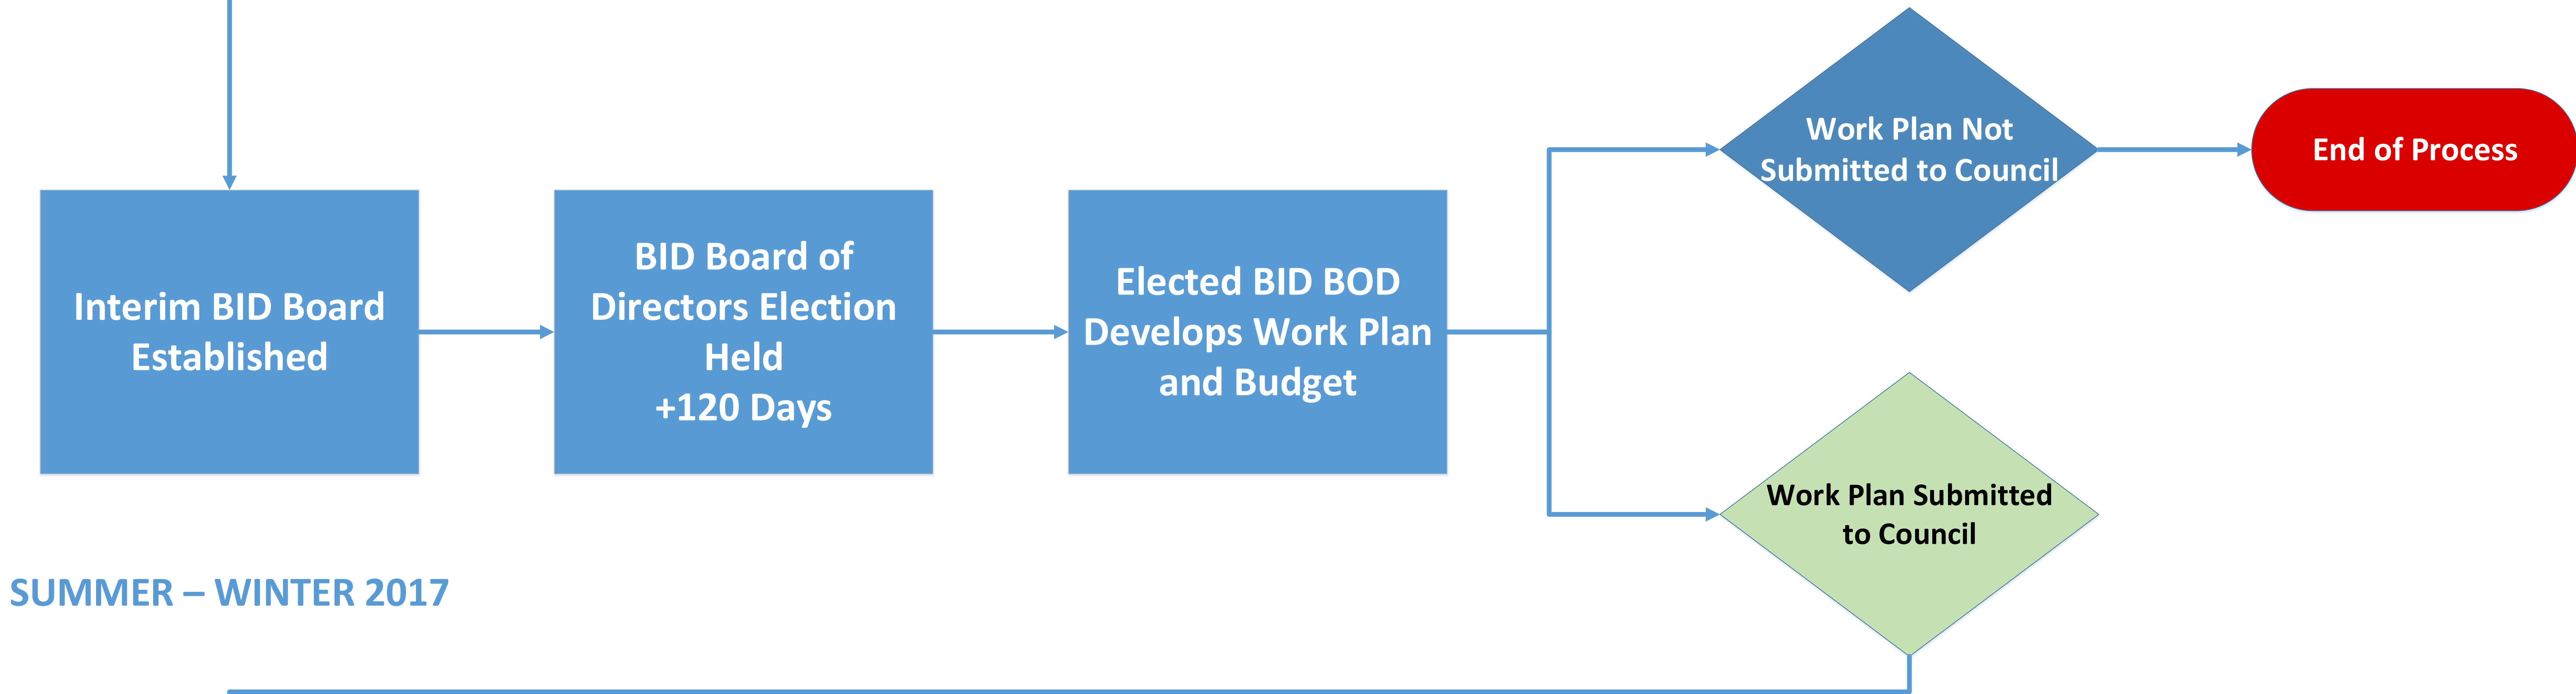 Interim BID Board
Established
BID Board of
Directors Election
Held
+120 Days
Elected BID BOD
Develops Work Plan
and Budget
Work Plan Not
Submitted to Council
End of Process
Work Plan Submitted
to Council
SUMMER – WINTER 2017